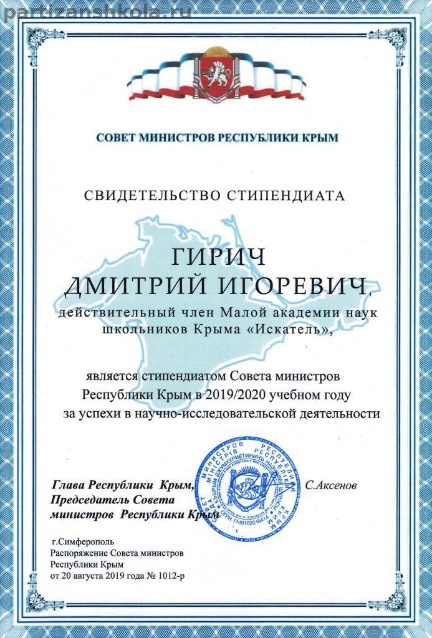 partizanshkola.ru
СОВЕТ МИНИСТРОВ РЕСПУБЛИКИ КРЫМ
СВИДЕТЕЛЬСТВО СТИПЕНДИАТА
ГИРИЧ
ДМИТРИЙ ИГОРЕВИЧ,
действительный член Малой академии наук
школьников Крыма «Искатель»,
является стипендиатом Совета министров
Республики Крым в 2019/2020 учебном году
за успехи в научно-исследовательской деятельности
Глава Республики Крым,
Председатель Совета
министров Республики Крым
С.Аксенов
г.Симферополь
Распоряжение Совета министров
Республики Крым
от 20 августа 2019 года № 1012-р